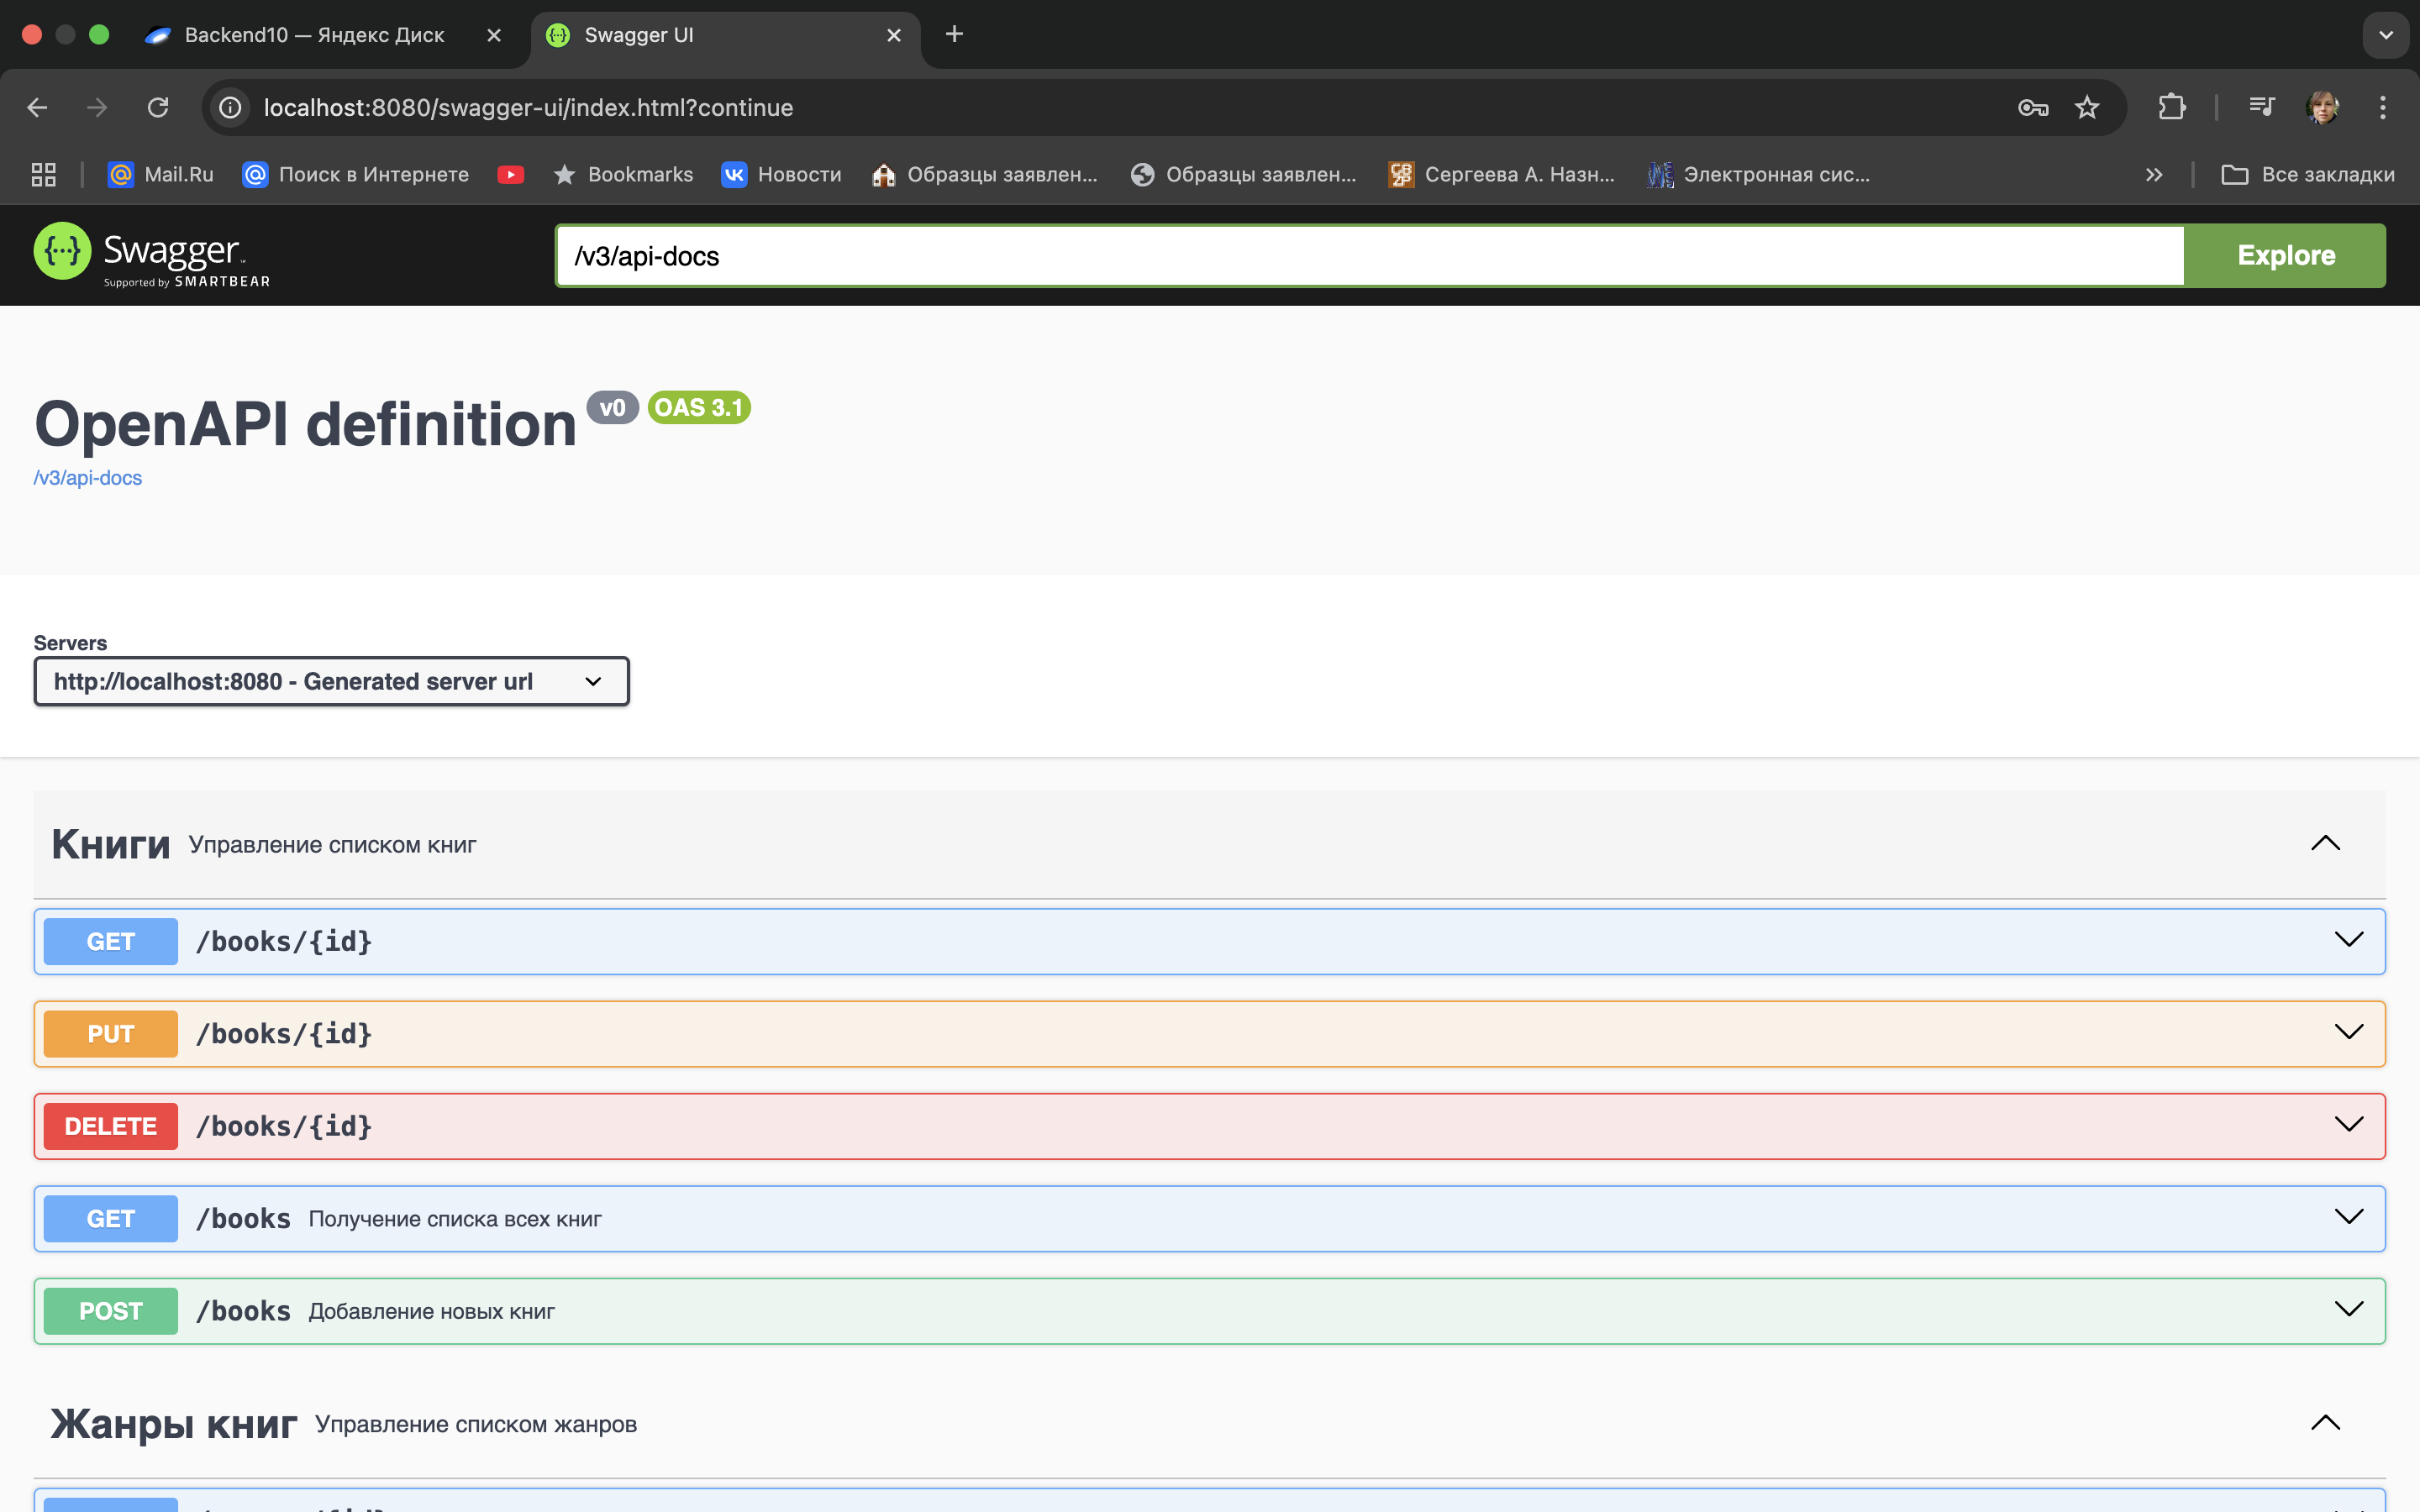 Backend10 — Яндекс Диск
Swagger UI
localhost:8080/swagger-ui/index.html?continue
Mail.Ru
Поиск в Интернете
Bookmarks
Новости
Образцы заявлен...
Образцы заявлен...
Сергеева А. Назн...
Электронная сис...
Все закладки
Swagger
Supported by SMARTBEAR
/v3/api-docs
Explore
OpenAPI definition v0 OAS 3.1
/v3/api-docs
Servers
http://localhost:8080 - Generated server url
Книги Управление списком книг
GET /books/{id}
PUT /books/{id}
DELETE /books/{id}
GET /books Получение списка всех книг
POST /books Добавление новых книг
Жанры книг Управление списком жанров